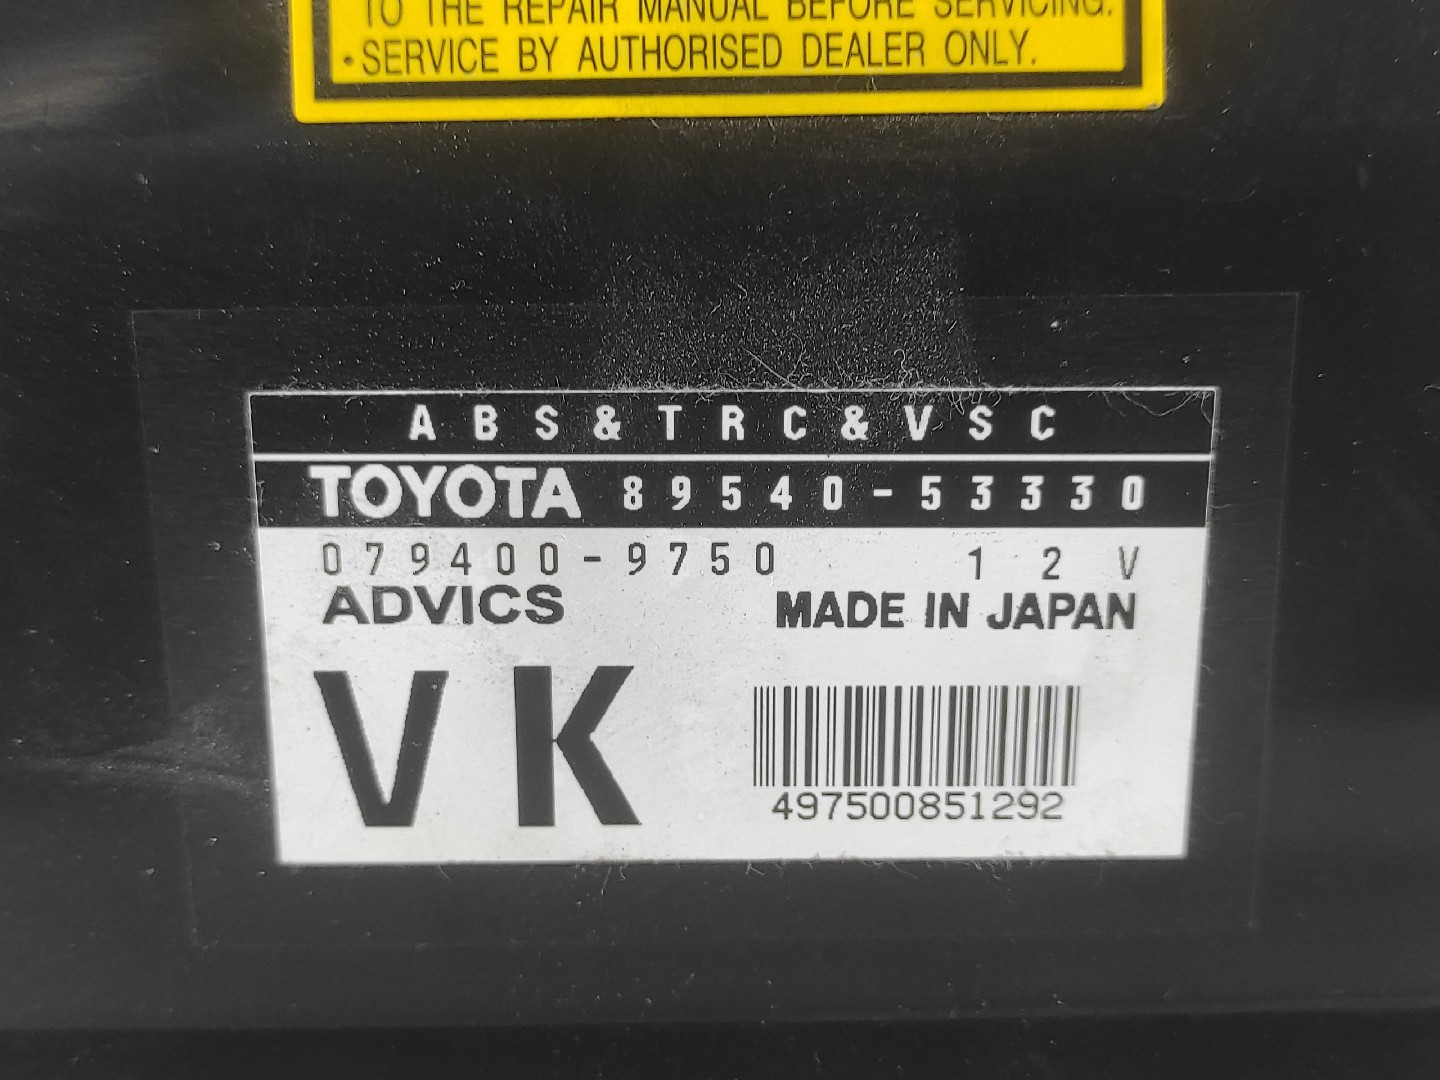 TO THE REPAIR MANUAL BEFORE SERVICING.
•SERVICE BY AUTHORISED DEALER ONLY.
ABS&TRC&VSC
TOYOTA 89540-53330
079400-9750 12V
ADVICS MADE IN JAPAN
VK
497500851292